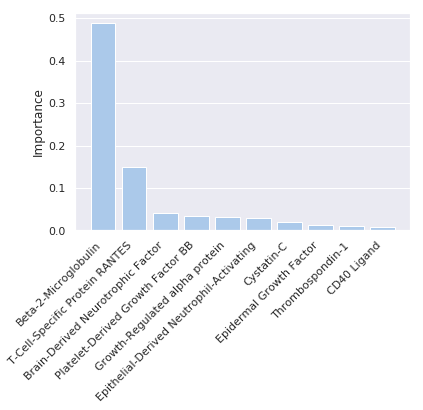 0.5
0.4
0.3
0.2
0.1
0.0
Importance
Beta-2-Microglobulin
T-Cell-Specific Protein RANTES
Brain-Derived Neurotrophic Factor
Platelet-Derived Growth Factor BB
Growth-Regulated alpha protein
Epithelial-Derived Neutrophil-Activating
Cystatin-C
Epidermal Growth Factor
Thrombospondin-1
CD40 Ligand